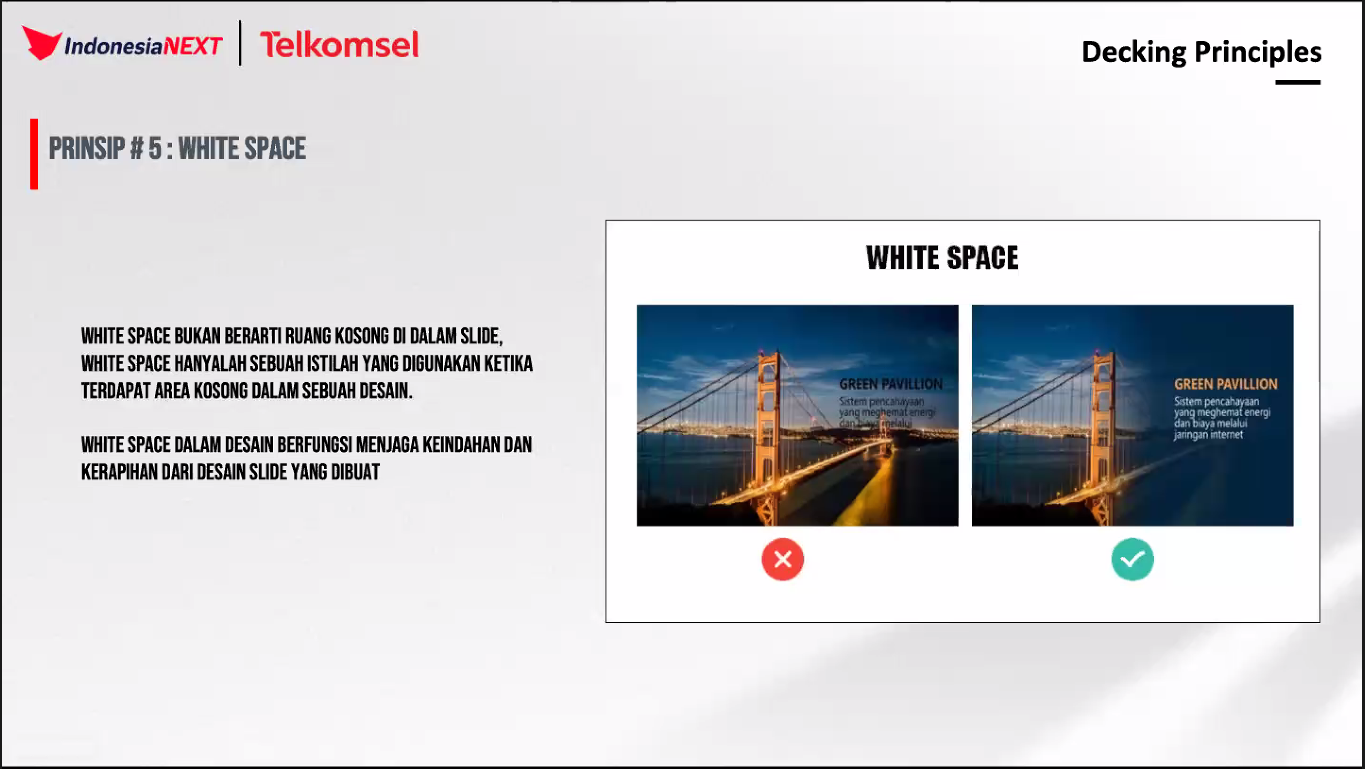 IndonesiaNEXT
Telkomsel
Decking Principles
PRINSIP # 5 : WHITE SPACE
WHITE SPACE BUKAN BERARTI RUANG KOSONG DI DALAM SLIDE,
WHITE SPACE HANYALAH SEBUAH ISTILAH YANG DIGUNAKAN KETIKA
TERDAPAT AREA KOSONG DALAM SEBUAH DESAIN.
WHITE SPACE DALAM DESAIN BERFUNGSI MENJAGA KEINDAHAN DAN
KERAPIHAN DARI DESAIN SLIDE YANG DIBUAT
WHITE SPACE
GREEN PAVILLION
Sistem pencahayaan
yang meghemat energi
dan biaya melalui
GREEN PAVILLION
Sistem pencahayaan
yang meghemat energi
dan biaya melalui
jaringan internet